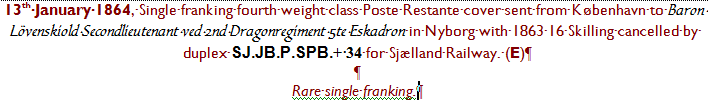 13th January 1864, Single franking fourth weight class Poste Restante cover sent from København to Baron
Lövenskiold Secondlieutenant ved 2nd Dragonregiment 5te Eskadron in Nyborg with 1863 16 Skilling cancelled by
duplex SJ.JB.P.SPB.+ 34 for Sjælland Railway. (E)¶
¶
Rare single franking.¶